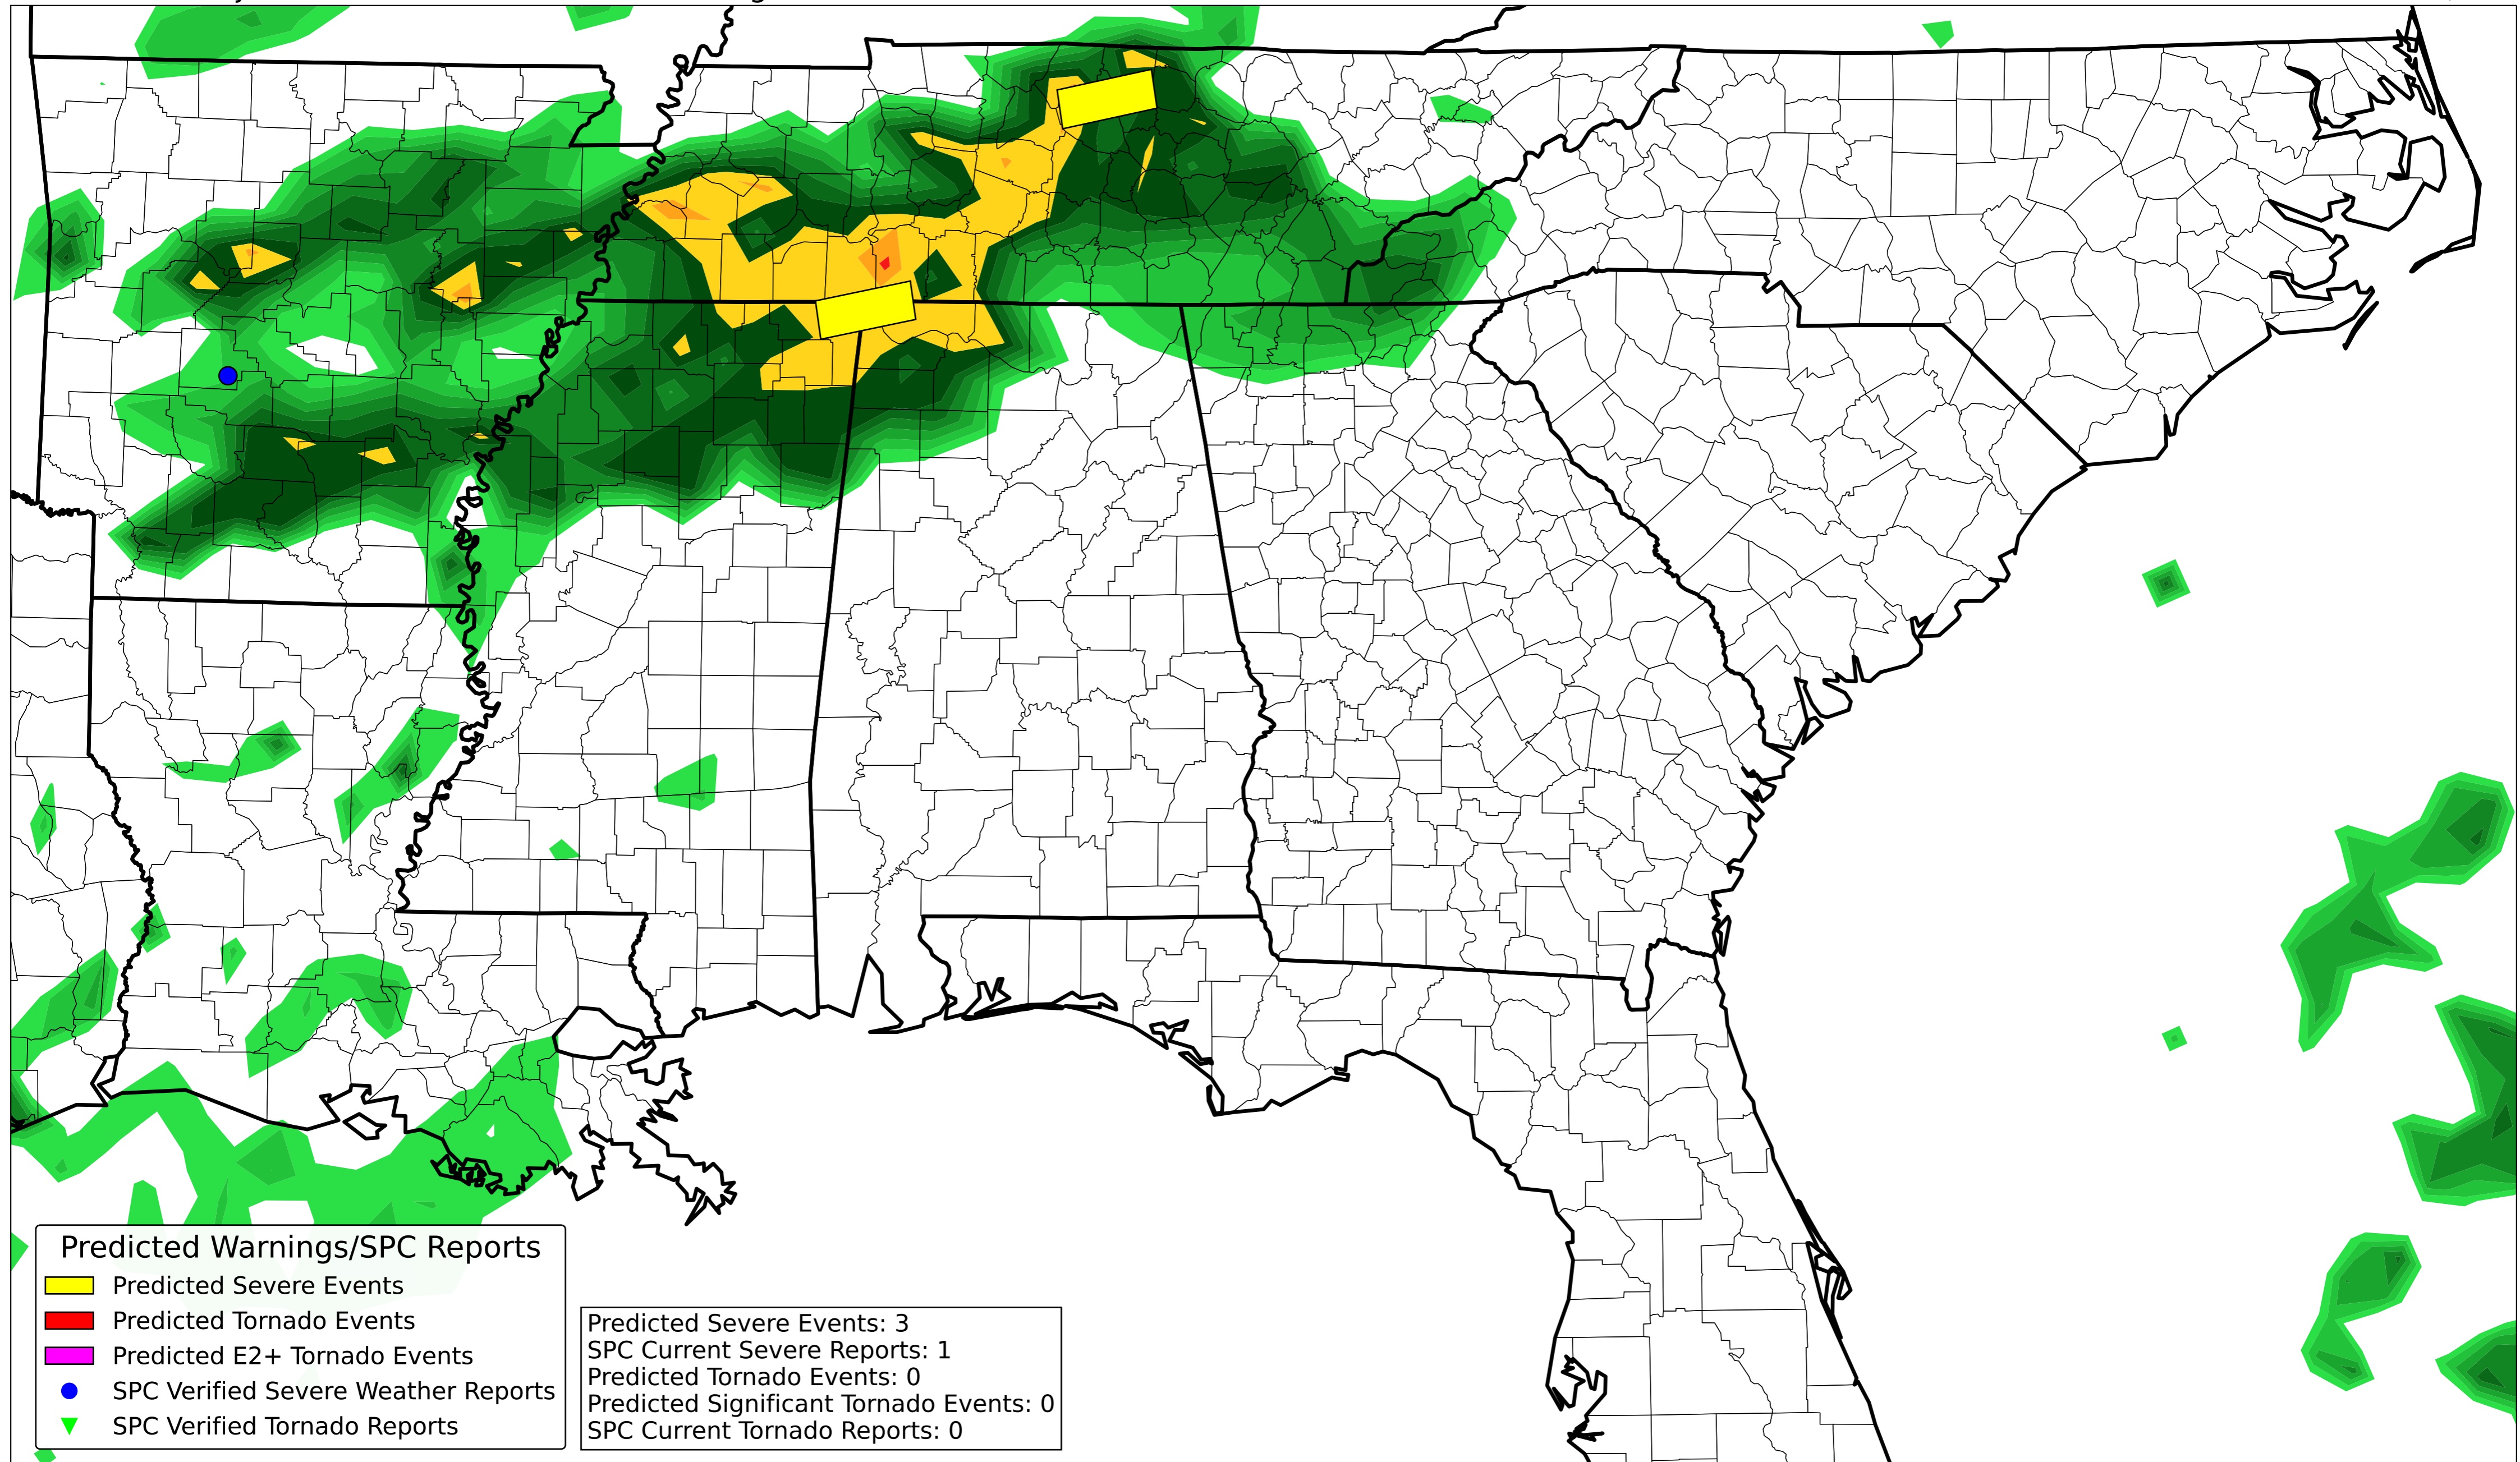 Predicted Warnings/SPC Reports
Predicted Severe Events
Predicted Tornado Events
Predicted E2+ Tornado Events
SPC Verified Severe Weather Reports
SPC Verified Tornado Reports
Predicted Severe Events: 3
SPC Current Severe Reports: 1
Predicted Tornado Events: 0
Predicted Significant Tornado Events: 0
SPC Current Tornado Reports: 0